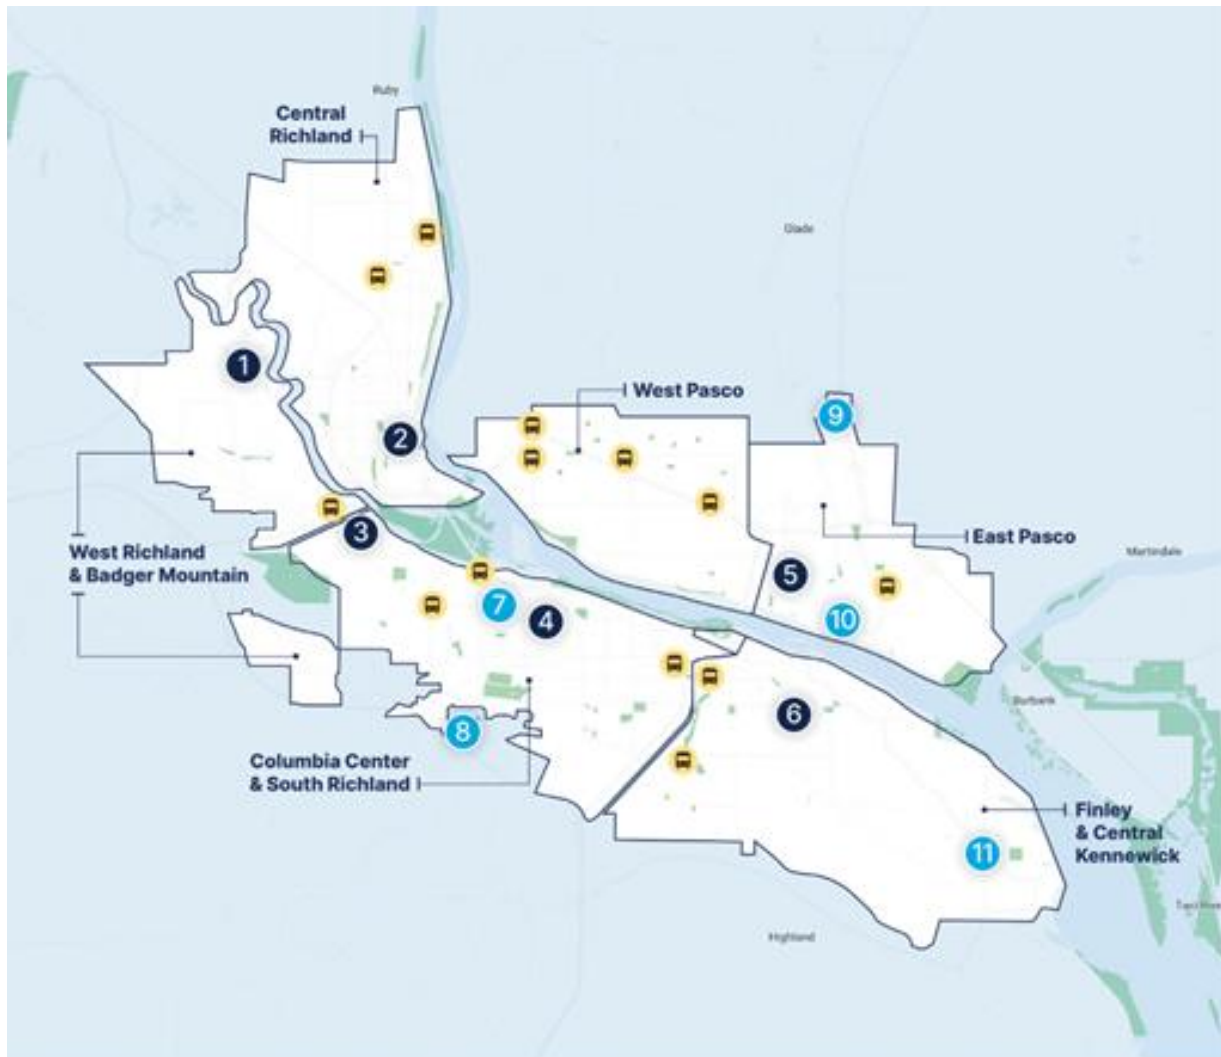 Ruby
Central
Richland
Glade
1
West Pasco
9
2
3
East Pasco
West Richland
& Badger Mountain
Martindale
5
7
4
10
Burbank
6
8
Columbia Center
& South Richland
Finley
& Central
Kennewick
11
Highland